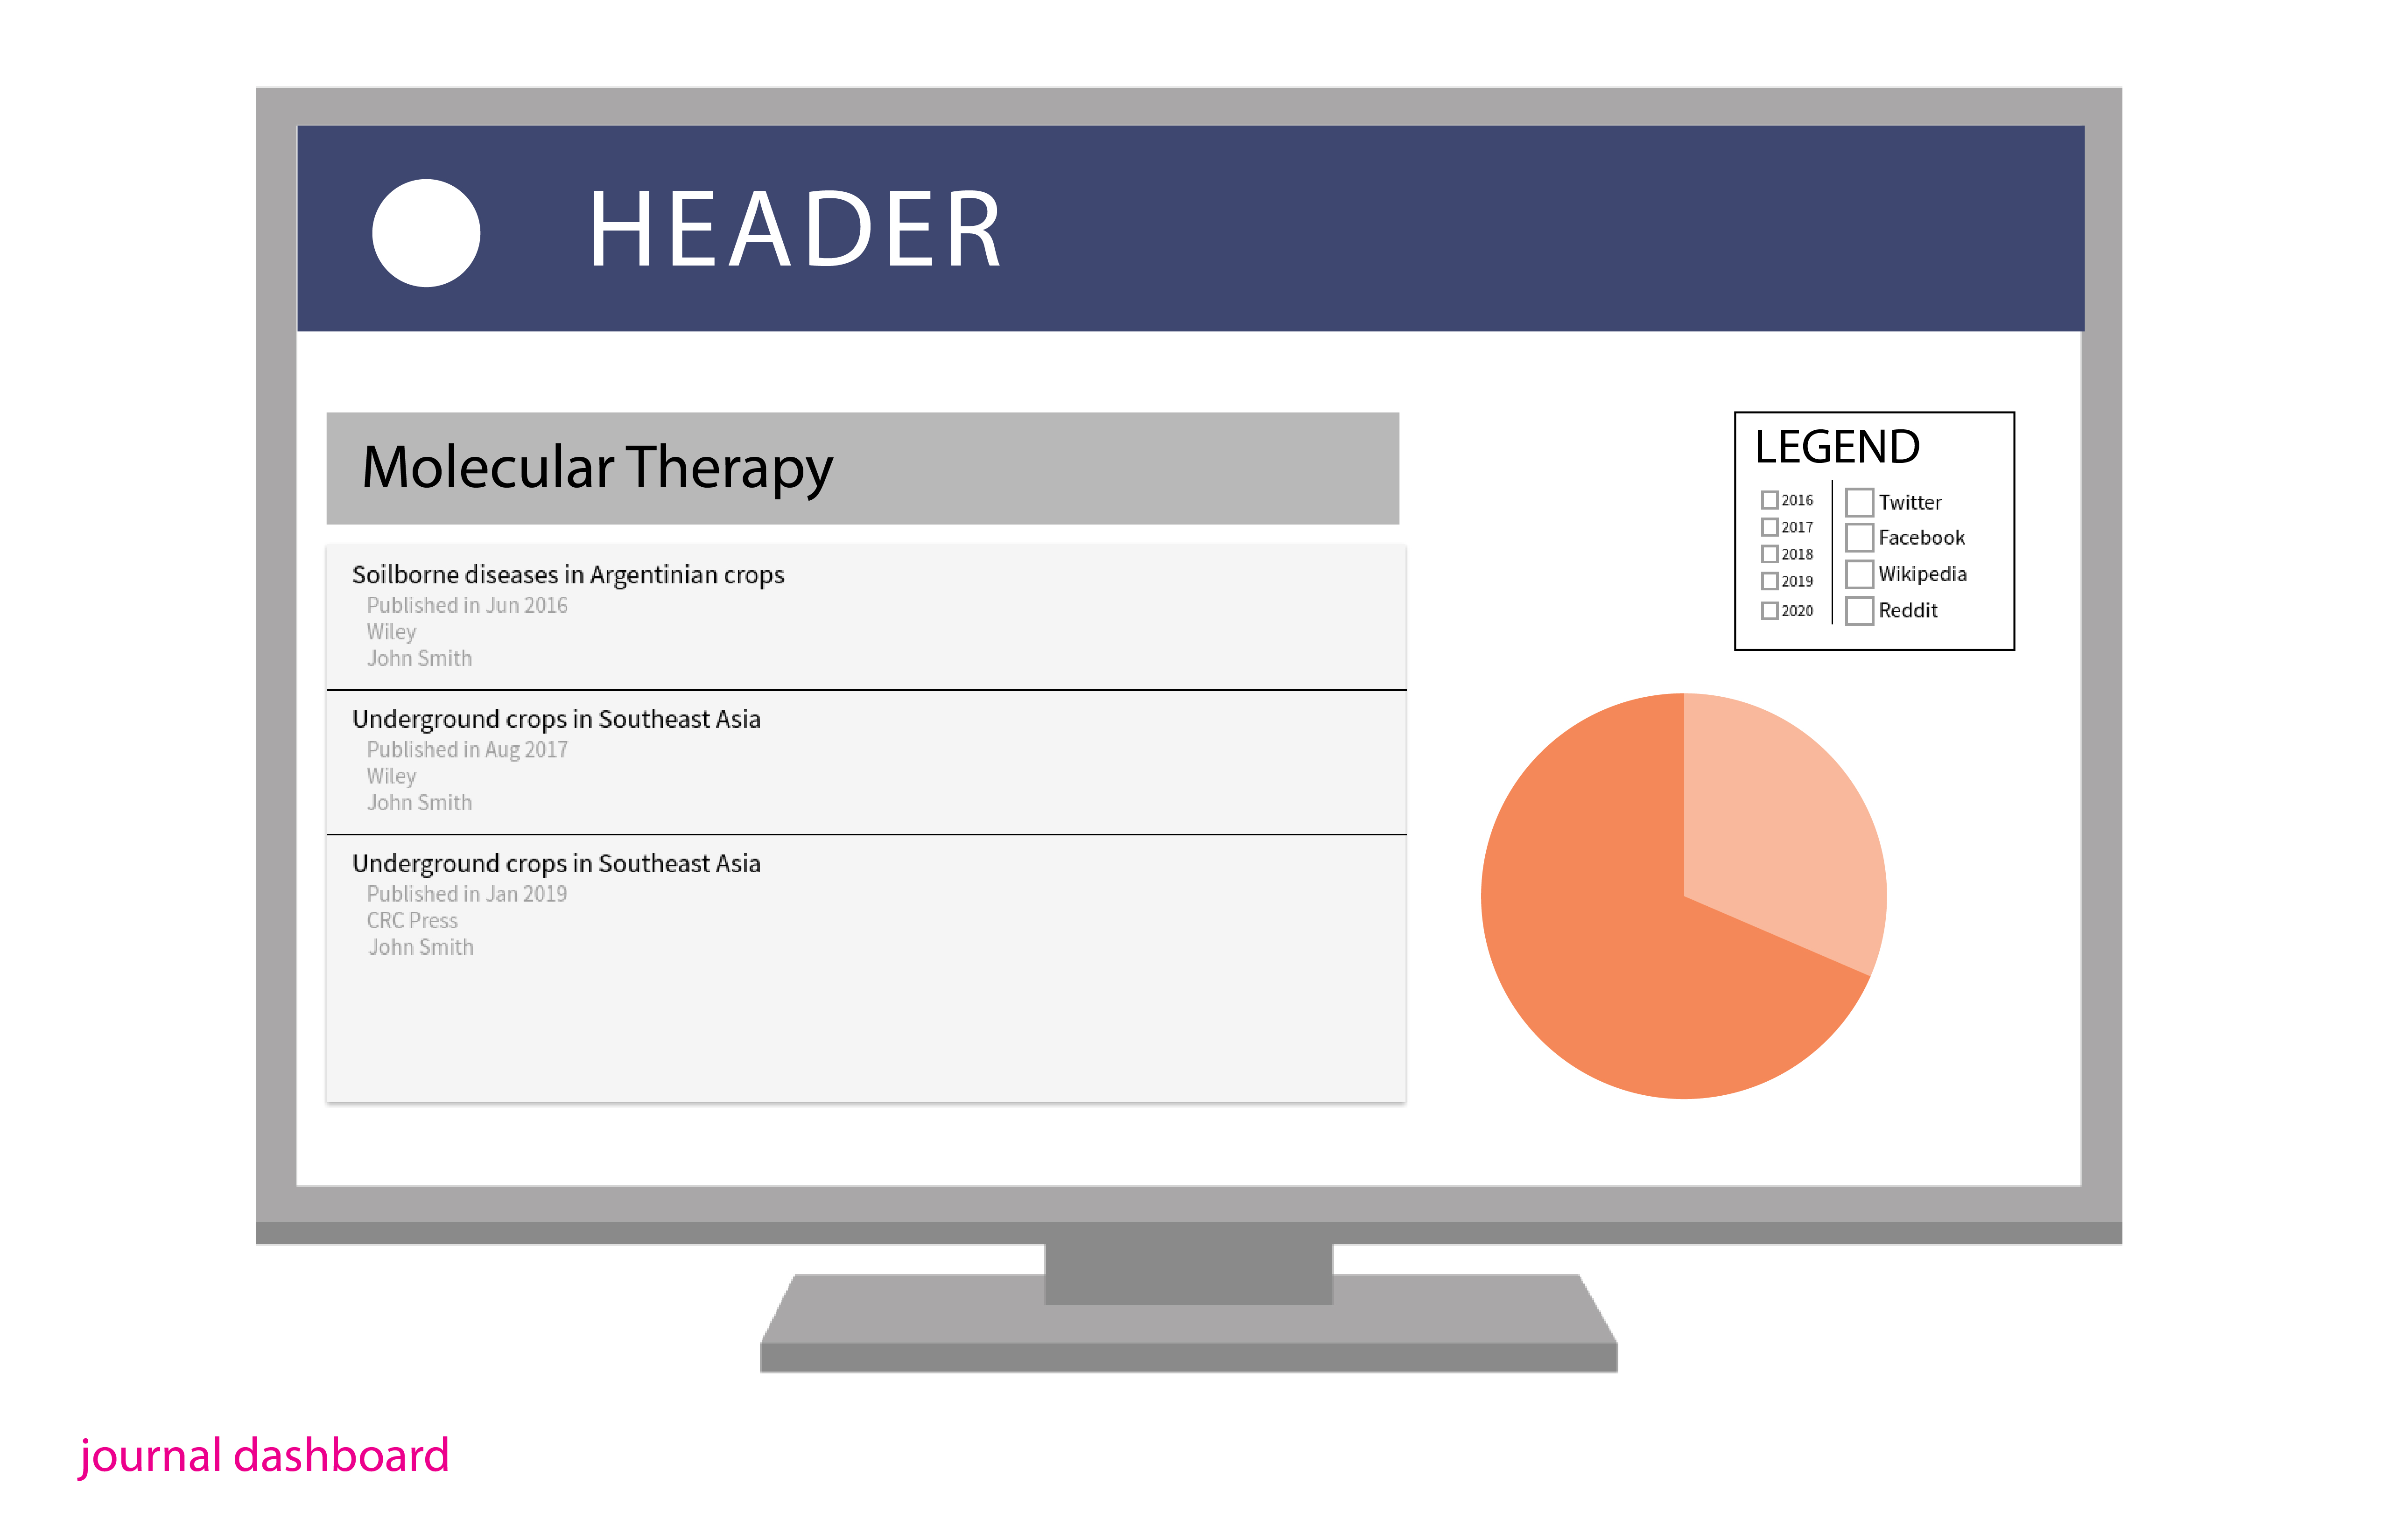 HEADER
Molecular Therapy
Soilborne diseases in Argentinian crops
Published in Jun 2016
Wiley
John Smith
Underground crops in Southeast Asia
Published in Aug 2017
Wiley
John Smith
Underground crops in Southeast Asia
Published in Jan 2019
CRC Press
John Smith
LEGEND
2016
2017
2018
2019
2020
Twitter
Facebook
Wikipedia
Reddit
journal dashboard